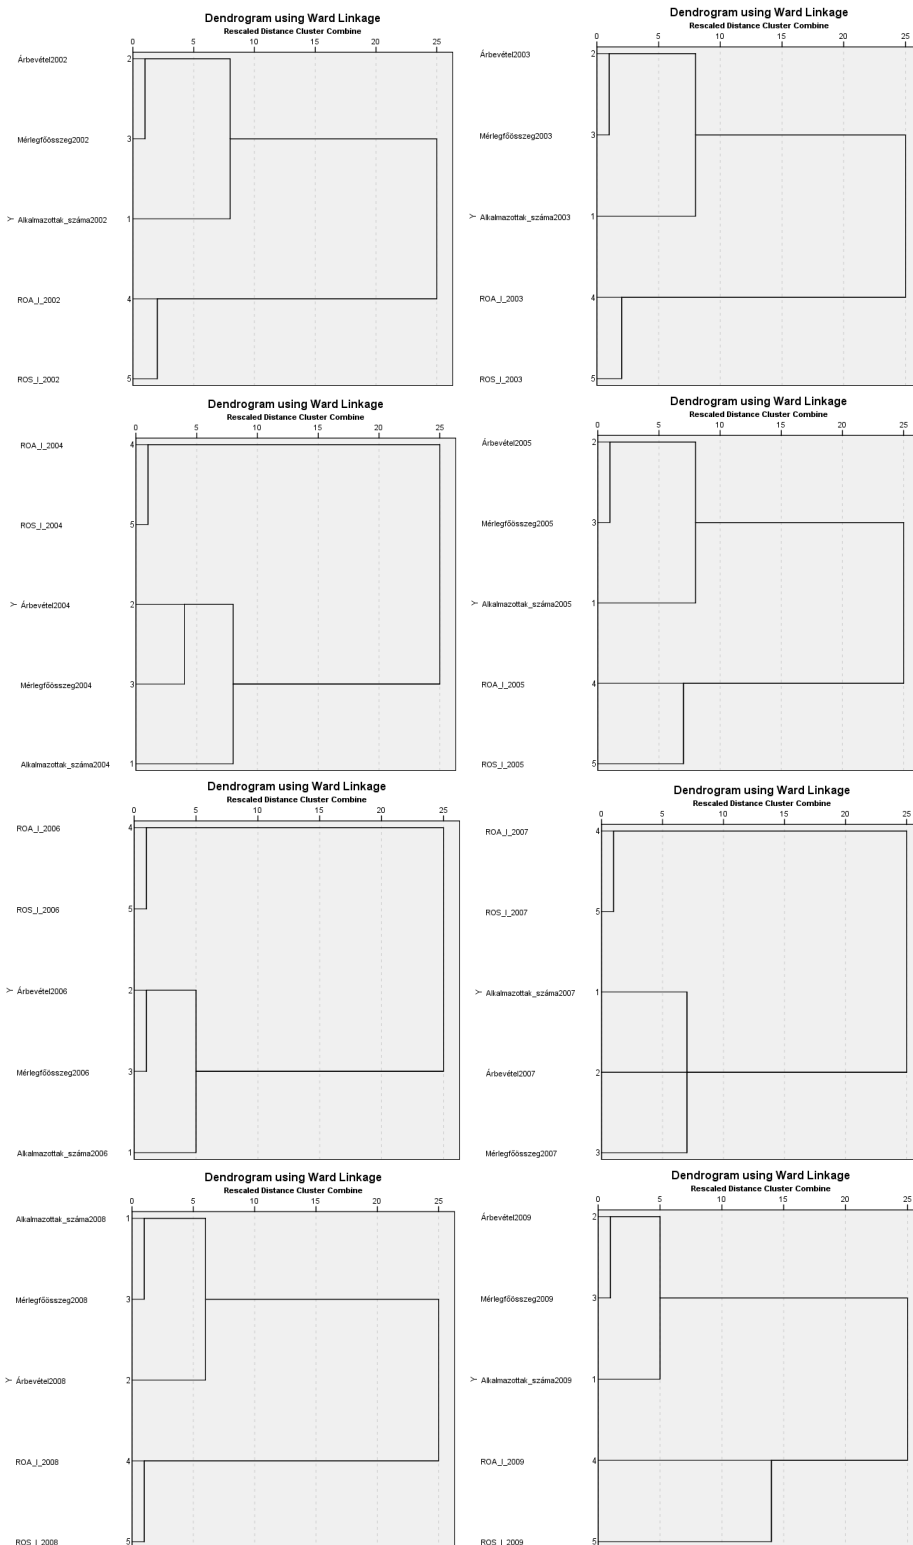 Dendrogram using Ward Linkage
Rescaled Distance Cluster Combine
0 5 10 15 20 25
Árbevétel2002 2
Mérlegfőösszeg2002 3
Y Alkalmazottak_száma2002 1
ROA_I_2002 4
ROS_I_2002 5
Dendrogram using Ward Linkage
Rescaled Distance Cluster Combine
0 5 10 15 20 25
Árbevétel2003 2
Mérlegfőösszeg2003 3
Y Alkalmazottak_száma2003 1
ROA_I_2003 4
ROS_I_2003 5
Dendrogram using Ward Linkage
Rescaled Distance Cluster Combine
0 5 10 15 20 25
ROA_I_2004 4
ROS_I_2004 5
Y Árbevétel2004 2
Mérlegfőösszeg2004 3
Alkalmazottak_száma2004 1
Dendrogram using Ward Linkage
Rescaled Distance Cluster Combine
0 5 10 15 20 25
Árbevétel2005 2
Mérlegfőösszeg2005 3
Y Alkalmazottak_száma2005 1
ROA_I_2005 4
ROS_I_2005 5
Dendrogram using Ward Linkage
Rescaled Distance Cluster Combine
0 5 10 15 20 25
ROA_I_2006 4
ROS_I_2006 5
Y Árbevétel2006 2
Mérlegfőösszeg2006 3
Alkalmazottak_száma2006 1
Dendrogram using Ward Linkage
Rescaled Distance Cluster Combine
0 5 10 15 20 25
ROA_I_2007 4
ROS_I_2007 5
Y Alkalmazottak_száma2007 1
Árbevétel2007 2
Mérlegfőösszeg2007 3
Dendrogram using Ward Linkage
Rescaled Distance Cluster Combine
0 5 10 15 20 25
Alkalmazottak_száma2008 1
Mérlegfőösszeg2008 3
Y Árbevétel2008 2
ROA_I_2008 4
ROS_I_2008 5
Dendrogram using Ward Linkage
Rescaled Distance Cluster Combine
0 5 10 15 20 25
Árbevétel2009 2
Mérlegfőösszeg2009 3
Y Alkalmazottak_száma2009 1
ROA_I_2009 4
ROS_I_2009 5